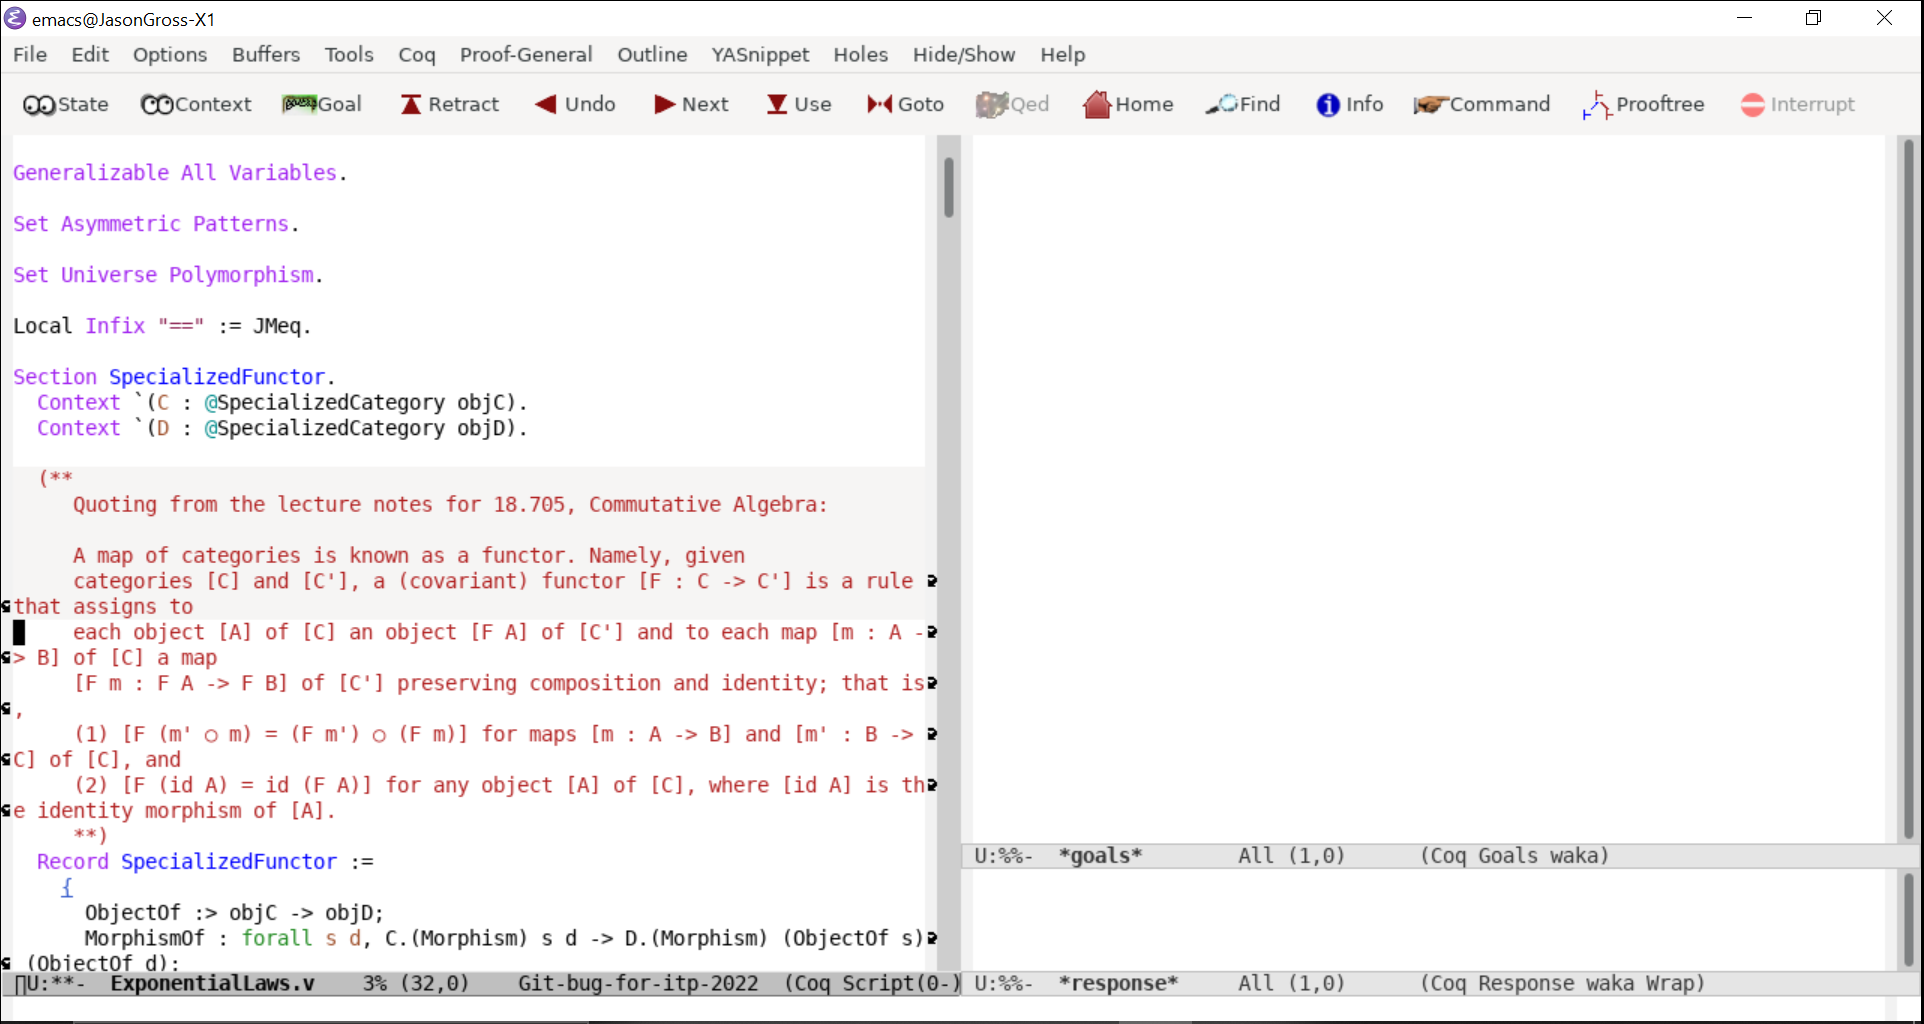 emacs@JasonGross-X1
File Edit Options Buffers Tools Coq Proof-General Outline YASnippet Holes Hide/Show Help
State Context Goal Retract Undo Next Use Goto Qed Home Find Info Command Prooftree Interrupt
Generalizable All Variables.
Set Asymmetric Patterns.
Set Universe Polymorphism.
Local Infix "==" := JMeq.
Section SpecializedFunctor.
Context `(C : @SpecializedCategory objC).
Context `(D : @SpecializedCategory objD).
(**
Quoting from the lecture notes for 18.705, Commutative Algebra:
A map of categories is known as a functor. Namely, given
categories [C] and [C'], a (covariant) functor [F : C -> C'] is a rule
that assigns to
each object [A] of [C] an object [F A] of [C'] and to each map [m : A -
> B] of [C] a map
[F m : F A -> F B] of [C'] preserving composition and identity; that is
,
(1) [F (m' ○ m) = (F m') ○ (F m)] for maps [m : A -> B] and [m' : B ->
C] of [C], and
(2) [F (id A) = id (F A)] for any object [A] of [C], where [id A] is th
e identity morphism of [A].
**)
Record SpecializedFunctor :=
{
ObjectOf :> objC -> objD;
MorphismOf : forall s d, C.(Morphism) s d -> D.(Morphism) (ObjectOf s)
(ObjectOf d);
U:**- ExponentialLaws.v 3% (32,0) Git-bug-for-itp-2022 (Coq Script(0-)
U:%%- *goals* All (1,0) (Coq Goals waka)
U:%%- *response* All (1,0) (Coq Response waka Wrap)